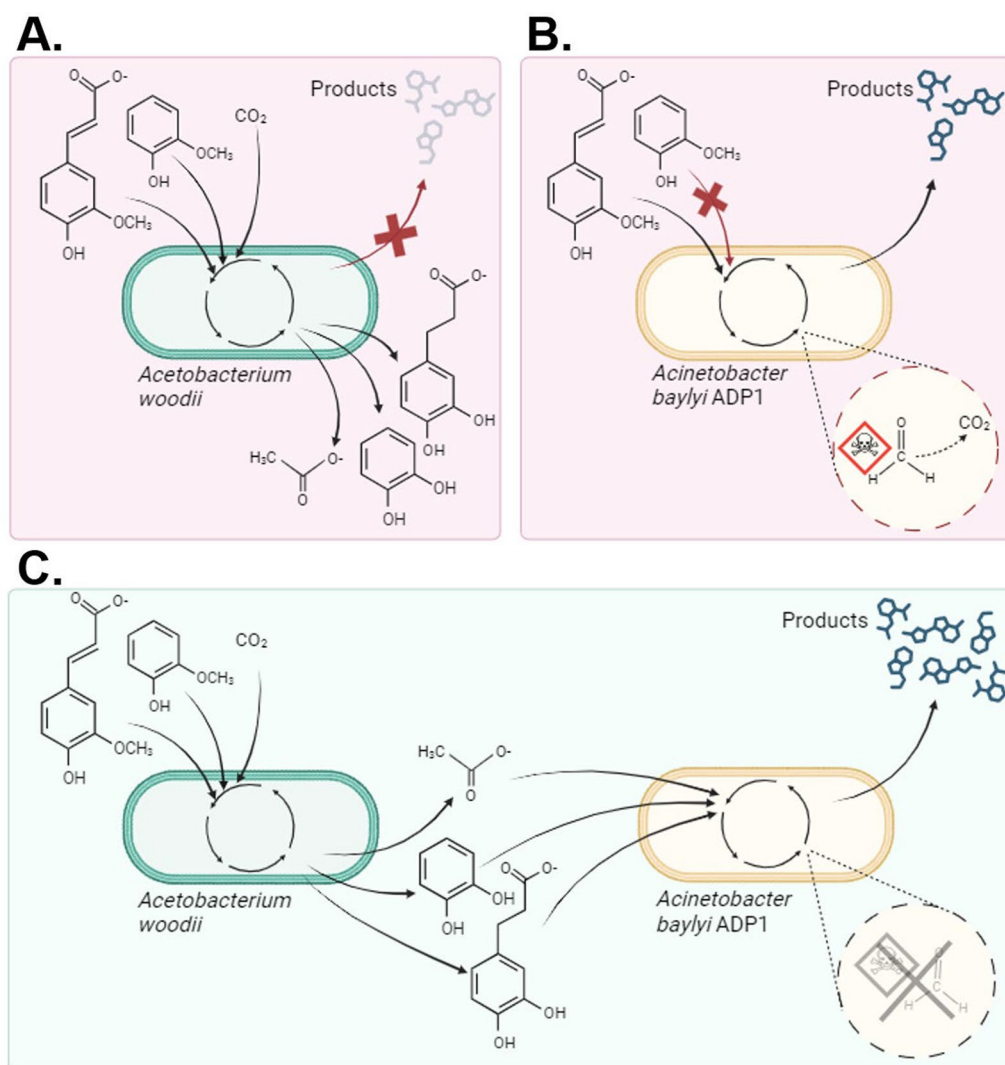 A.
O
O-
OCH₃
OH
OCH₃
OH
CO₂
Products
Acetobacterium
woodii
H₃C
O-
O
OH
OH
O
O-
OH
OH
B.
O
O-
OCH₃
OH
OCH₃
OH
Products
Acinetobacter
baylyi ADP1
O
C
H
H
CO₂
C.
O
O-
OCH₃
OH
OCH₃
OH
CO₂
Products
Acetobacterium
woodii
H₃C
O-
O
OH
OH
O
O-
OH
OH
Acinetobacter
baylyi ADP1
O
C
H
H